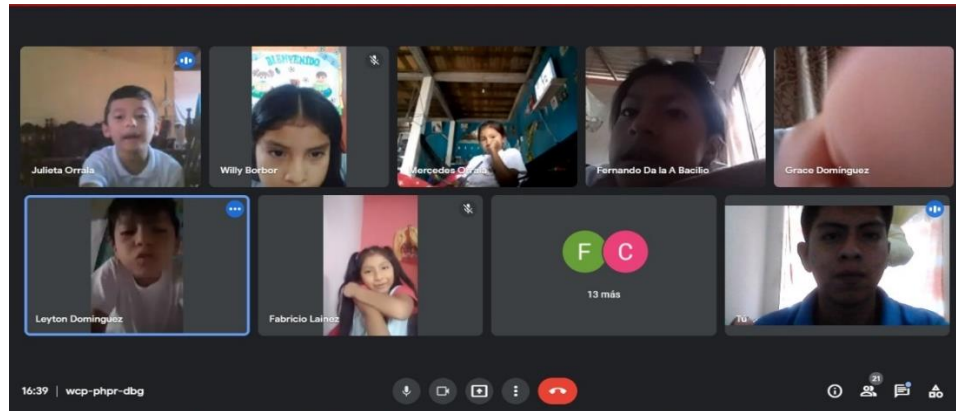 BIENVENIDO
Julieta Orrala
Willy Borbor
Mercedes Orrala
Fernando Da la A Bacilio
Grace Domínguez
Leyton Dominguez
Fabricio Lainez
F C
13 más
Tú
16:39 | wcp-phpr-dbg
21